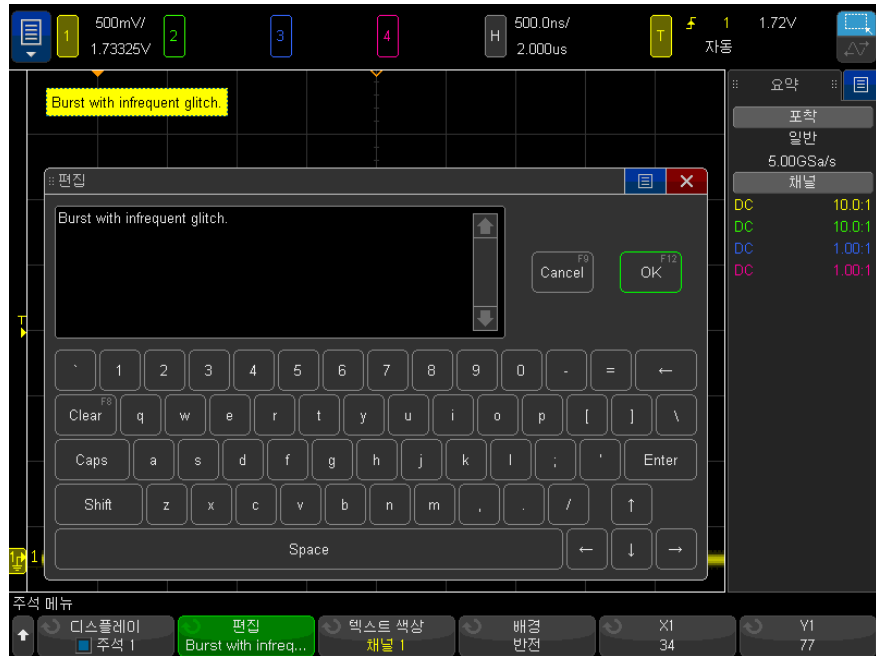 500mV/
1
1.73325V
2
3
4
H
500.0ns/
2.000us
T
1
1.72V
자동
Burst with infrequent glitch.
요약
포착
일반
5.00GSa/s
채널
DC 10.0:1
DC 10.0:1
DC 1.00:1
DC 1.00:1
편집
Burst with infrequent glitch.
F9
Cancel
F12
OK
T
` 1 2 3 4 5 6 7 8 9 0 - = ←
F8
Clear q w e r t y u i o p [ ] \
Caps a s d f g h j k l ; ' Enter
Shift z x c v b n m , . / ↑
Space ← ↓ →
1
주석 메뉴
디스플레이
주석 1
편집
Burst with infreq...
텍스트 색상
채널 1
배경
반전
X1
34
Y1
77